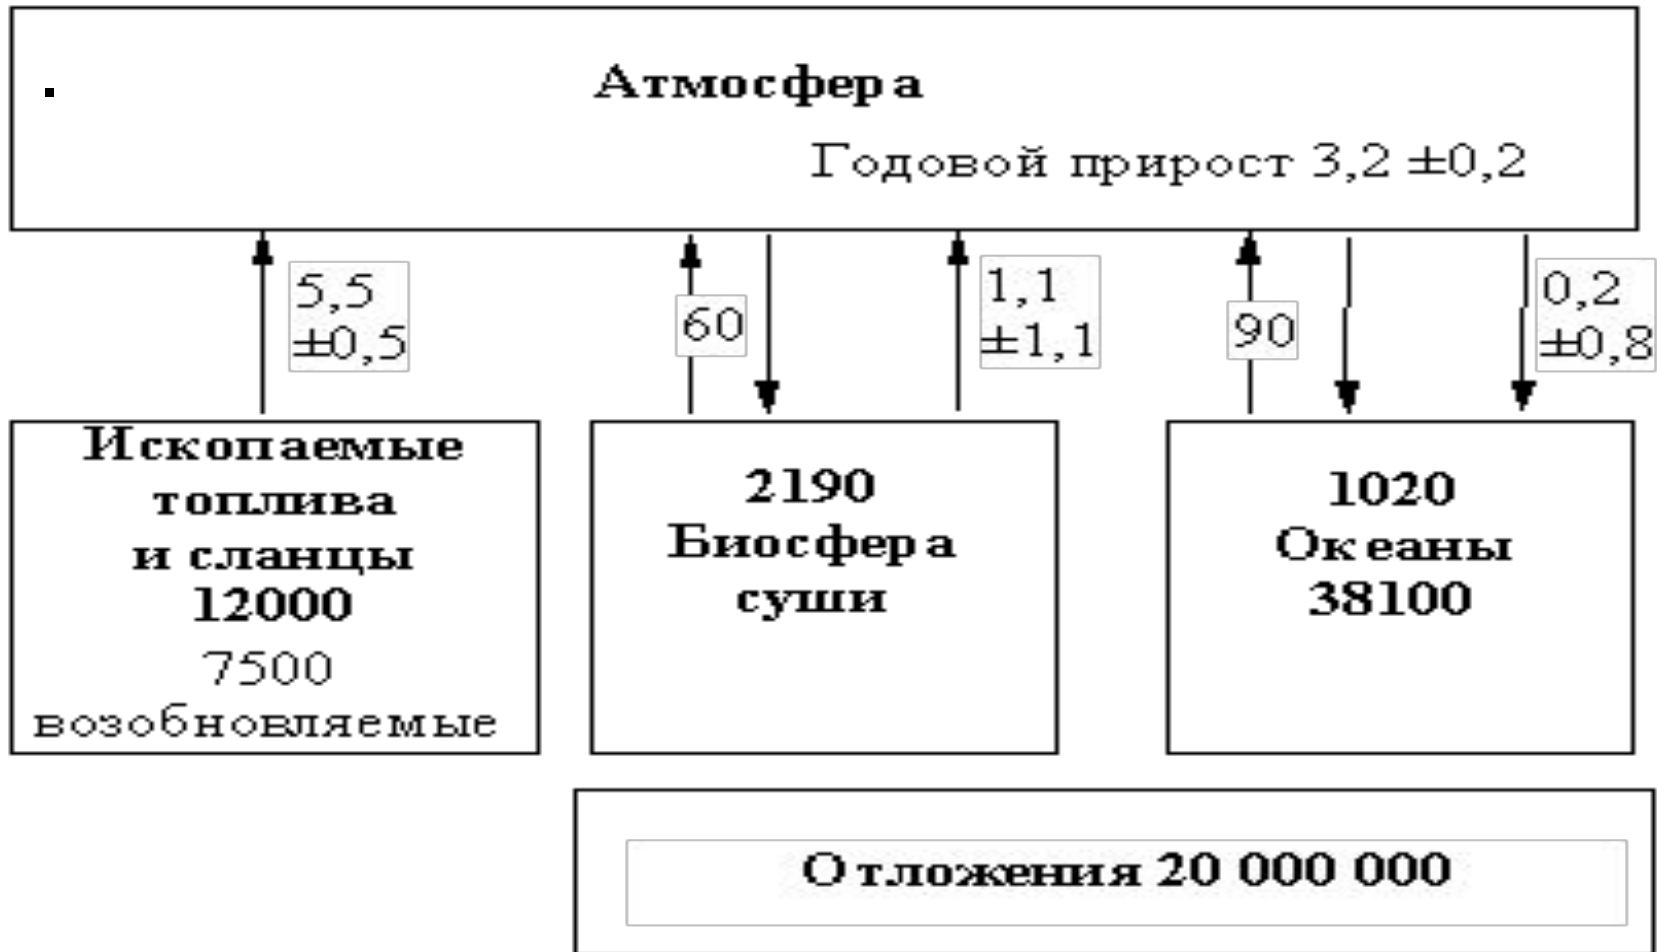 Атмосфера
Годовой прирост 3,2 ±0,2
5,5
±0,5
60
1,1
±1,1
90
0,2
±0,8
Ископаемые
топлива
и сланцы
12000
7500
возобновляемые
2190
Биосфера
суши
1020
Океаны
38100
Отложения 20 000 000